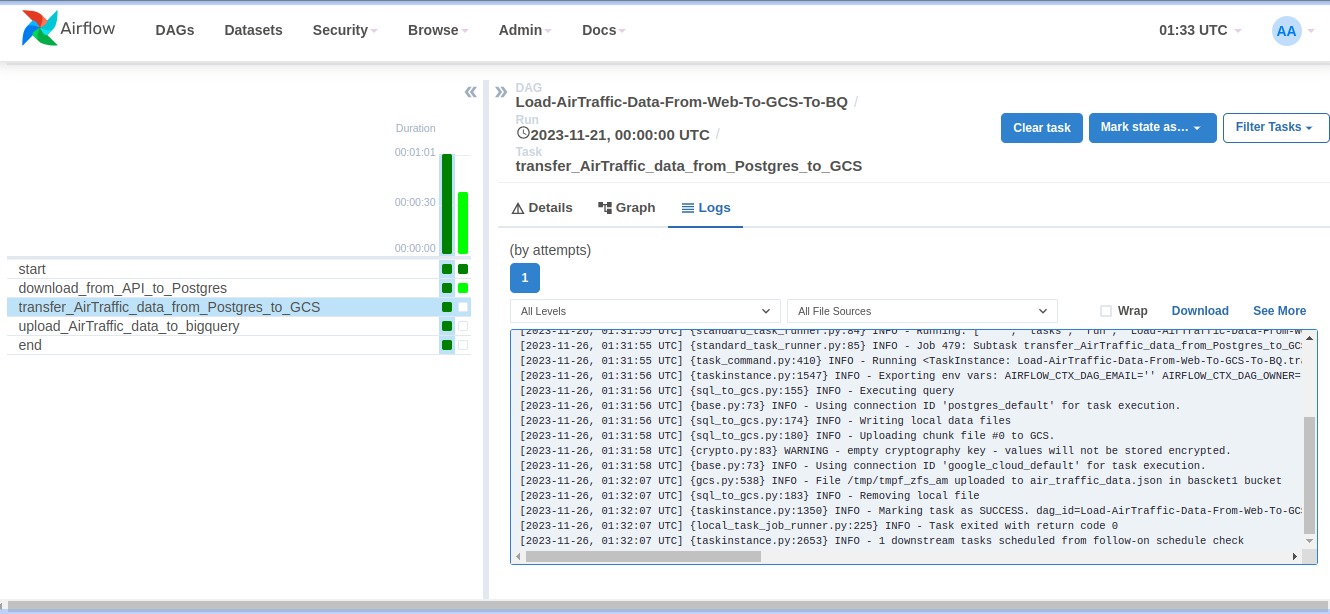 Airflow
DAGs Datasets Security Browse Admin Docs 01:33 UTC AA
« »
DAG
Load-AirTraffic-Data-From-Web-To-GCS-To-BQ /
Run
2023-11-21, 00:00:00 UTC /
Task
transfer_AirTraffic_data_from_Postgres_to_GCS
Clear task Mark state as... Filter Tasks
Duration
00:01:01
00:00:30
00:00:00
start
download_from_API_to_Postgres
transfer_AirTraffic_data_from_Postgres_to_GCS
upload_AirTraffic_data_to_bigquery
end
Details Graph Logs
(by attempts)
1
All Levels All File Sources Wrap Download See More
[2023-11-26, 01:31:55 UTC] {standard_task_runner.py:84} INFO - Running: [' ', 'tasks', 'run', 'Load-AirTraffic-Data-From-W
[2023-11-26, 01:31:55 UTC] {standard_task_runner.py:85} INFO - Job 479: Subtask transfer_AirTraffic_data_from_Postgres_to_GC
[2023-11-26, 01:31:55 UTC] {task_command.py:410} INFO - Running <TaskInstance: Load-AirTraffic-Data-From-Web-To-GCS-To-BQ.tr
[2023-11-26, 01:31:56 UTC] {taskinstance.py:1547} INFO - Exporting env vars: AIRFLOW_CTX_DAG_EMAIL='' AIRFLOW_CTX_DAG_OWNER=
[2023-11-26, 01:31:56 UTC] {sql_to_gcs.py:155} INFO - Executing query
[2023-11-26, 01:31:56 UTC] {base.py:73} INFO - Using connection ID 'postgres_default' for task execution.
[2023-11-26, 01:31:56 UTC] {sql_to_gcs.py:174} INFO - Writing local data files
[2023-11-26, 01:31:58 UTC] {sql_to_gcs.py:180} INFO - Uploading chunk file #0 to GCS.
[2023-11-26, 01:31:58 UTC] {crypto.py:83} WARNING - empty cryptography key - values will not be stored encrypted.
[2023-11-26, 01:31:58 UTC] {base.py:73} INFO - Using connection ID 'google_cloud_default' for task execution.
[2023-11-26, 01:32:07 UTC] {gcs.py:538} INFO - File /tmp/tmpf_zfs_am uploaded to air_traffic_data.json in bascket1 bucket
[2023-11-26, 01:32:07 UTC] {sql_to_gcs.py:183} INFO - Removing local file
[2023-11-26, 01:32:07 UTC] {taskinstance.py:1350} INFO - Marking task as SUCCESS. dag_id=Load-AirTraffic-Data-From-Web-To-GC
[2023-11-26, 01:32:07 UTC] {local_task_job_runner.py:225} INFO - Task exited with return code 0
[2023-11-26, 01:32:07 UTC] {taskinstance.py:2653} INFO - 1 downstream tasks scheduled from follow-on schedule check